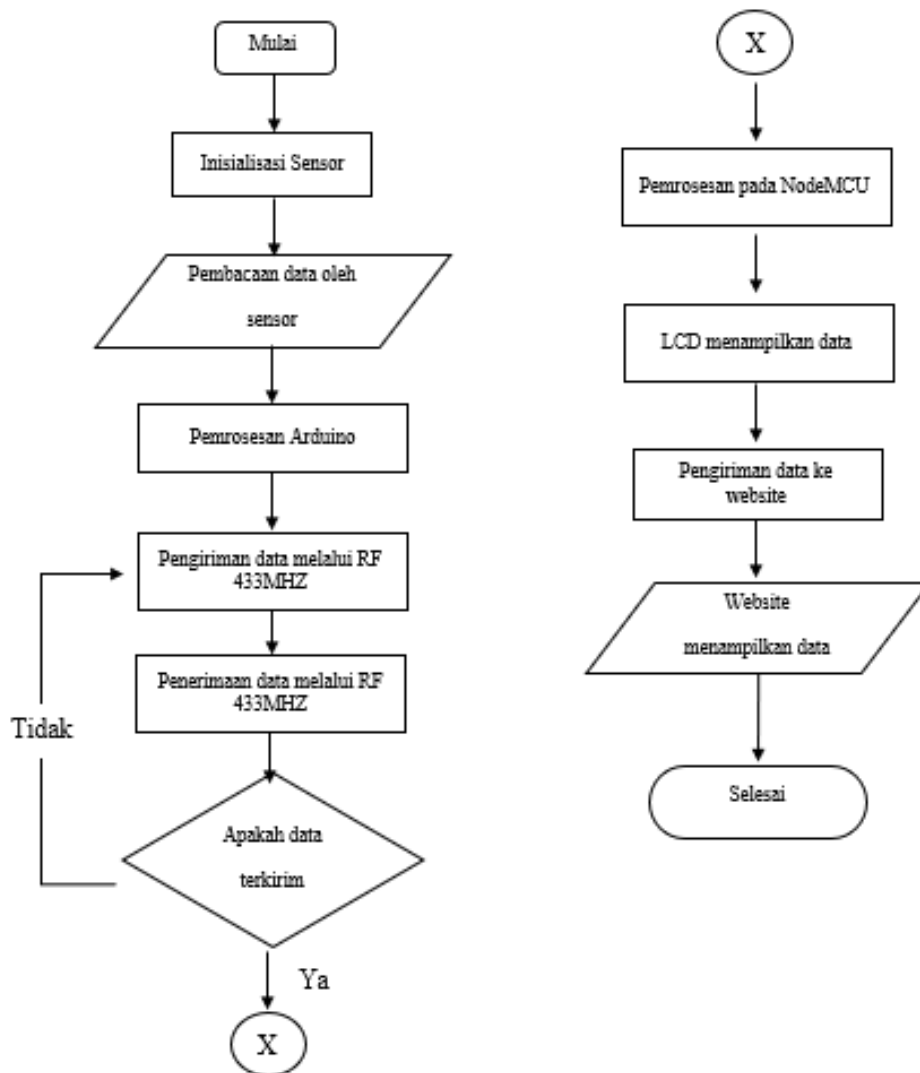 Mulai
Inisialisasi Sensor
Pembacaan data oleh
sensor
Pemrosesan Arduino
Pengiriman data melalui RF
433MHZ
Penerimaan data melalui RF
433MHZ
Tidak
Apakah data
terkirim
Ya
X
X
Pemrosesan pada NodeMCU
LCD menampilkan data
Pengiriman data ke
website
Website
menampilkan data
Selesai